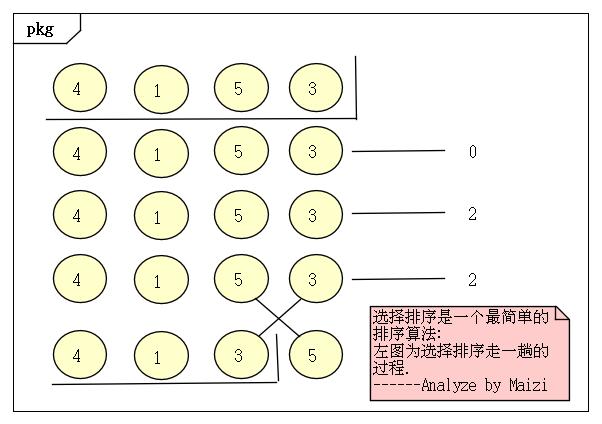 pkg
4 1 5 3
4 1 5 3 0
4 1 5 3 2
4 1 5 3 2
4 1 3 5
选择排序是一个最简单的
排序算法:
左图为选择排序走一趟的
过程.
------Analyze by Maizi